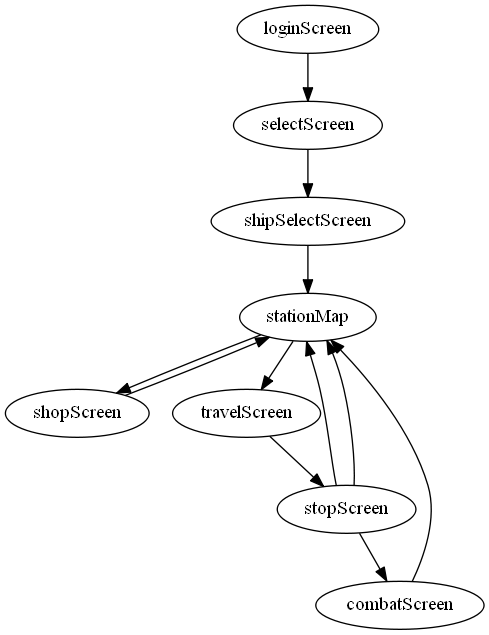 loginScreen
selectScreen
shipSelectScreen
stationMap
shopScreen
travelScreen
stopScreen
combatScreen